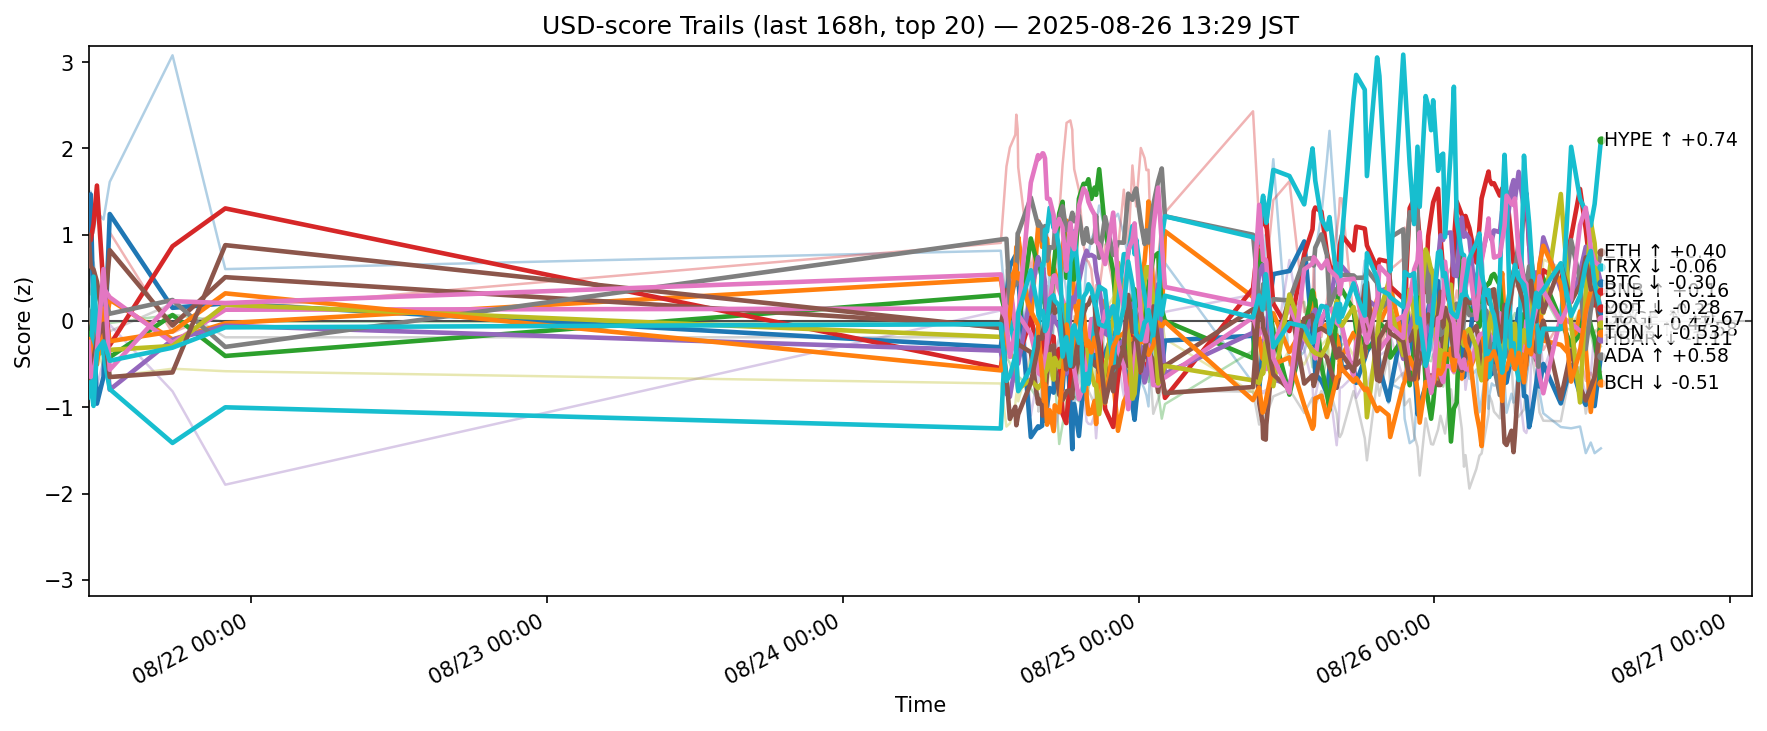 USD-score Trails (last 168h, top 20) — 2025-08-26 13:29 JST
Score (z)
3
2
1
0
−1
−2
−3
HYPE ↑ +0.74
ETH ↑ +0.40
TRX ↓ -0.06
BTC ↓ -0.30
BNB ↑ +0.16
DOT ↓ -0.28
TON ↓ -0.53
ADA ↑ +0.58
BCH ↓ -0.51
08/22 00:00
08/23 00:00
08/24 00:00
08/25 00:00
08/26 00:00
08/27 00:00
Time